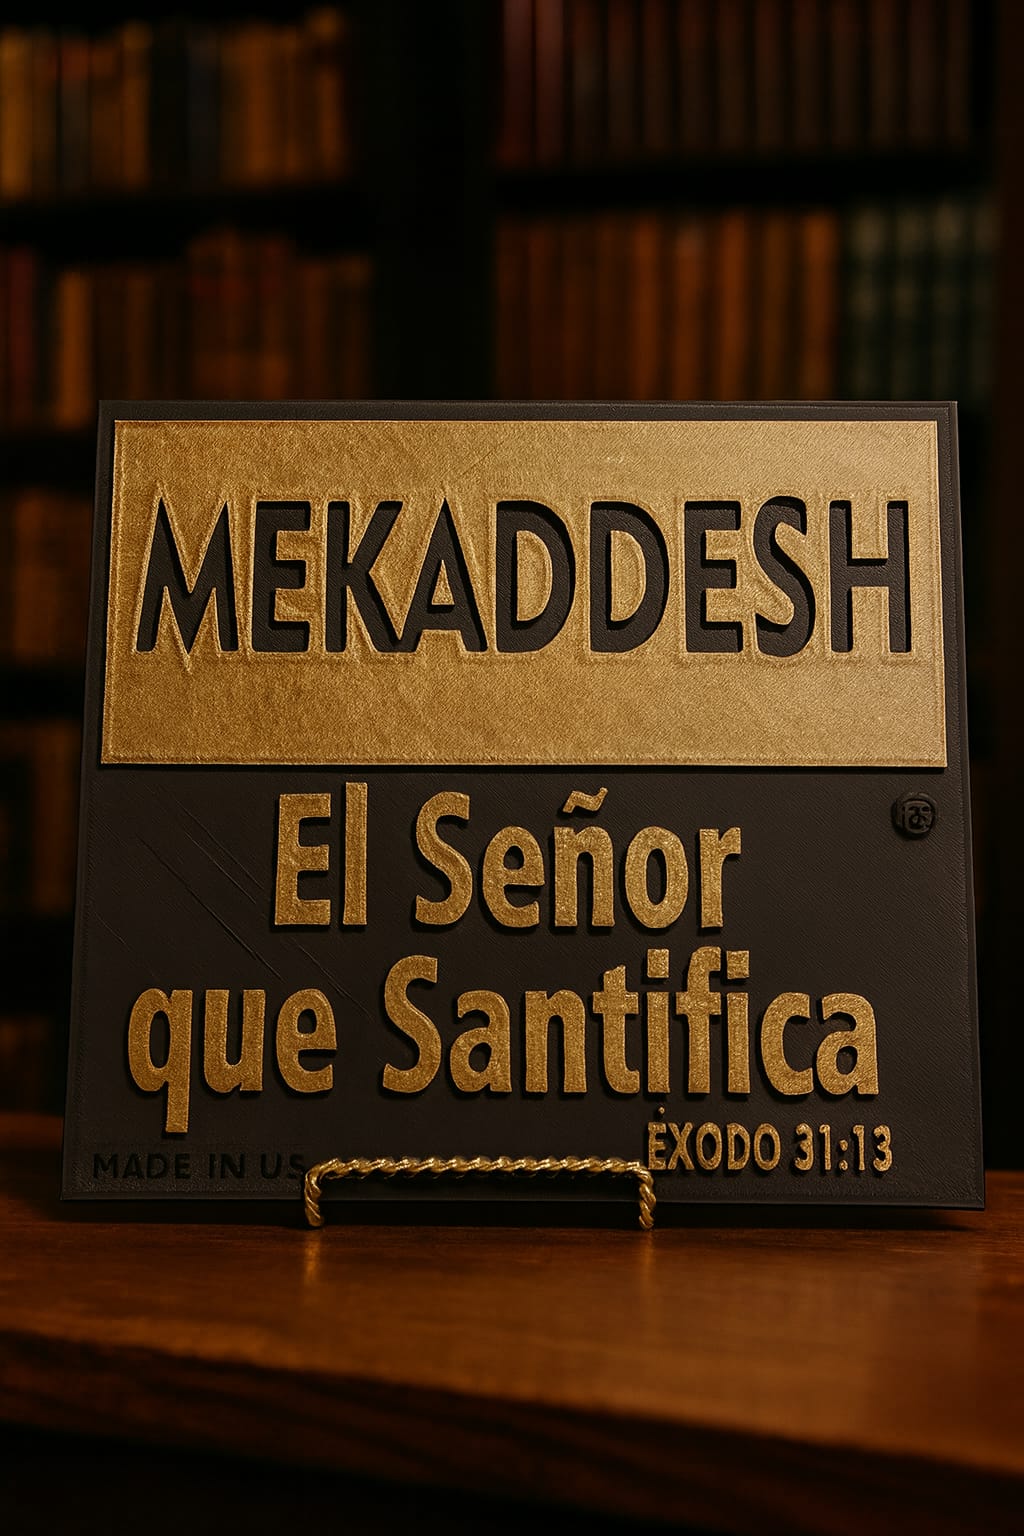 MEKADDESH
El Señor
que Santifica
ÉXODO 31:13
MADE IN US